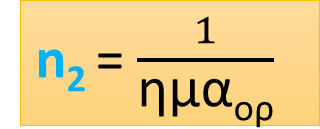 n₂ = 1 / ημα_ορ